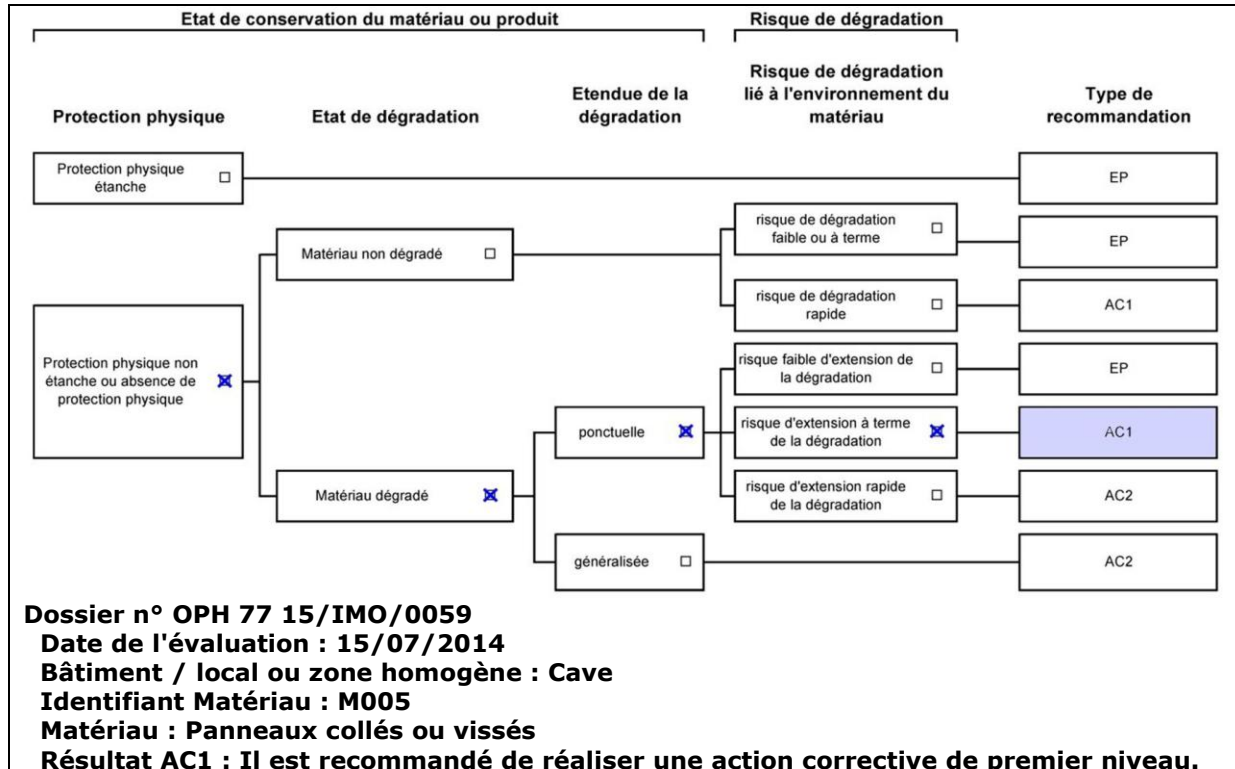 Etat de conservation du matériau ou produit
Risque de dégradation
Protection physique
Etat de dégradation
Etendue de la
dégradation
Risque de dégradation
lié à l'environnement du
matériau
Type de
recommandation
Protection physique
étanche
EP
Protection physique non
étanche ou absence de
protection physique
Matériau non dégradé
risque de dégradation
faible ou à terme
EP
risque de dégradation
rapide
AC1
Matériau dégradé
ponctuelle
risque faible d'extension de
la dégradation
EP
risque d'extension à terme
de la dégradation
AC1
risque d'extension rapide
de la dégradation
AC2
généralisée
AC2
Dossier n° OPH 77 15/IMO/0059
Date de l'évaluation : 15/07/2014
Bâtiment / local ou zone homogène : Cave
Identifiant Matériau : M005
Matériau : Panneaux collés ou vissés
Résultat AC1 : Il est recommandé de réaliser une action corrective de premier niveau.